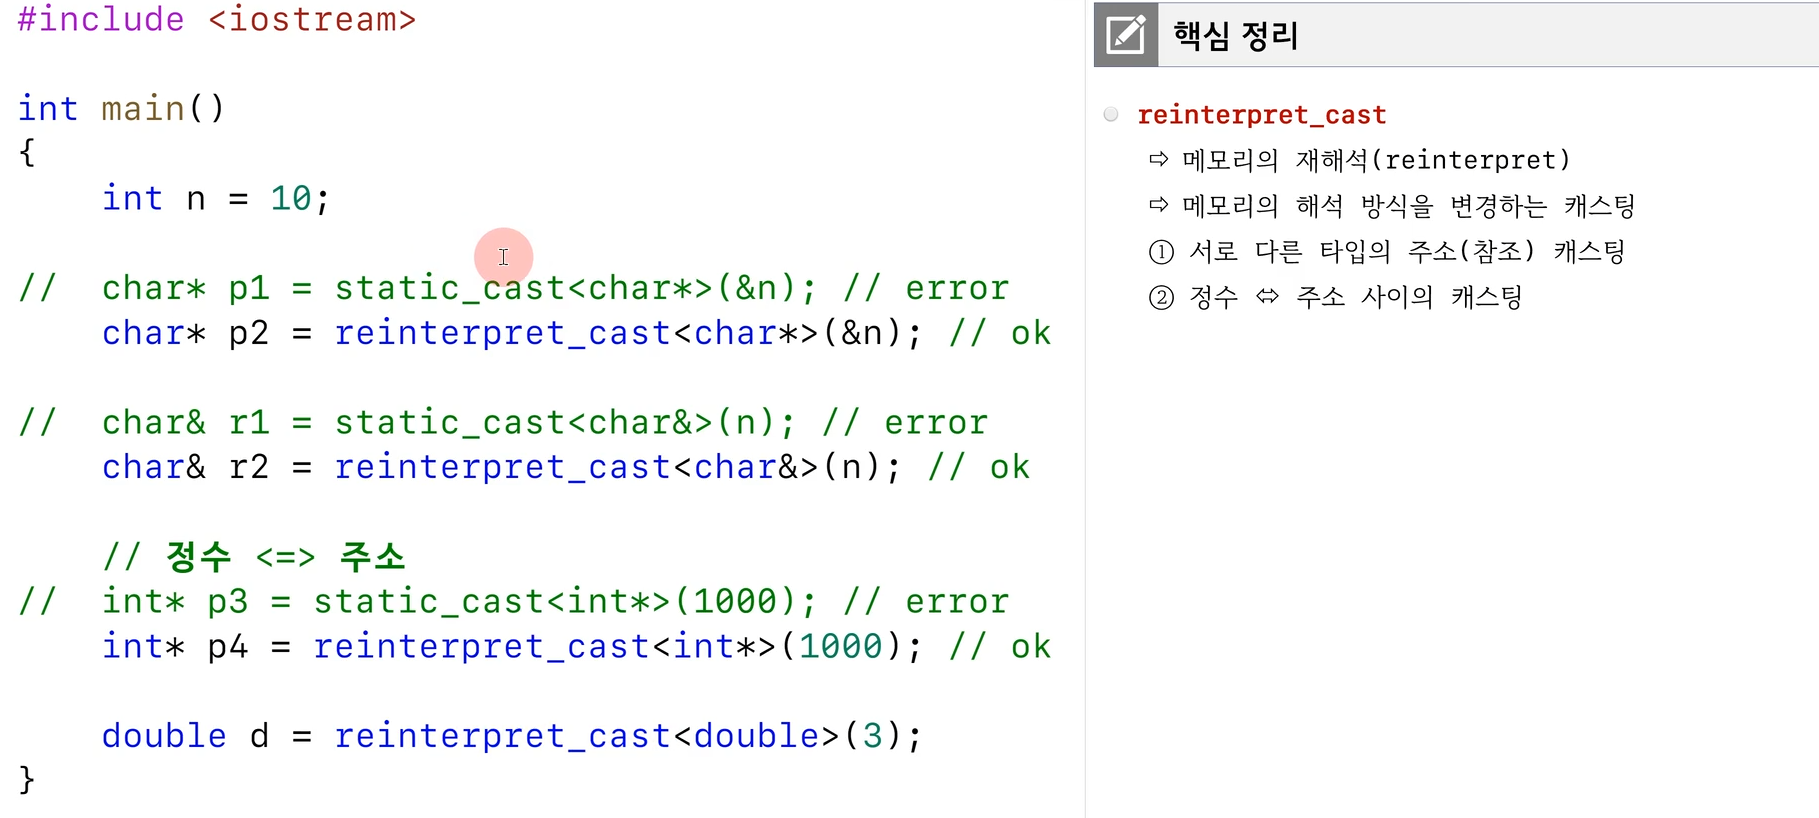 #include <iostream>
int main()
{
    int n = 10;
//  char* p1 = static_cast<char*>(&n); // error
    char* p2 = reinterpret_cast<char*>(&n); // ok
//  char& r1 = static_cast<char&>(n); // error
    char& r2 = reinterpret_cast<char&>(n); // ok
    // 정수 <=> 주소
//  int* p3 = static_cast<int*>(1000); // error
    int* p4 = reinterpret_cast<int*>(1000); // ok
    double d = reinterpret_cast<double>(3);
}
핵심 정리
reinterpret_cast
⇨ 메모리의 재해석(reinterpret)
⇨ 메모리의 해석 방식을 변경하는 캐스팅
① 서로 다른 타입의 주소(참조) 캐스팅
② 정수 ⬄ 주소 사이의 캐스팅